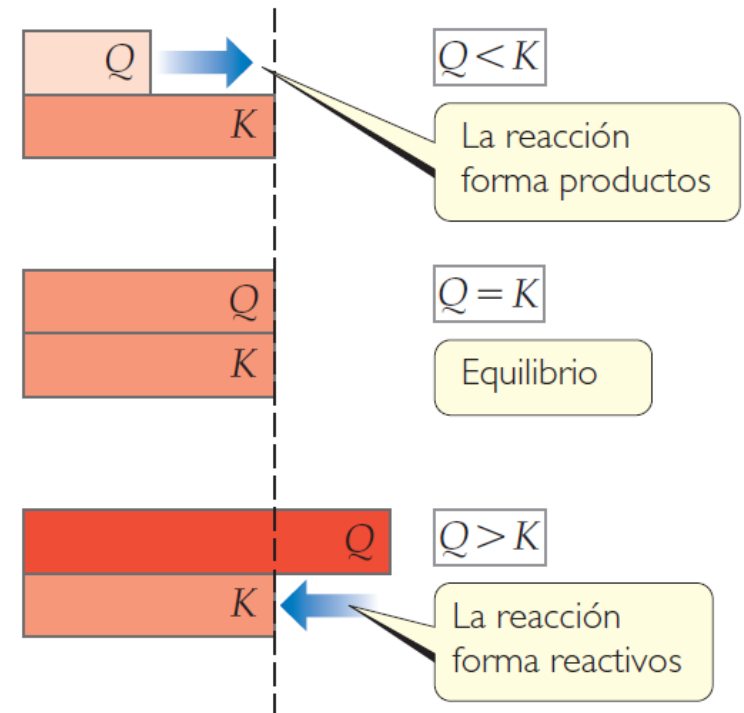 Q
K
Q < K
La reacción
forma productos
Q
K
Q = K
Equilibrio
Q
K
Q > K
La reacción
forma reactivos